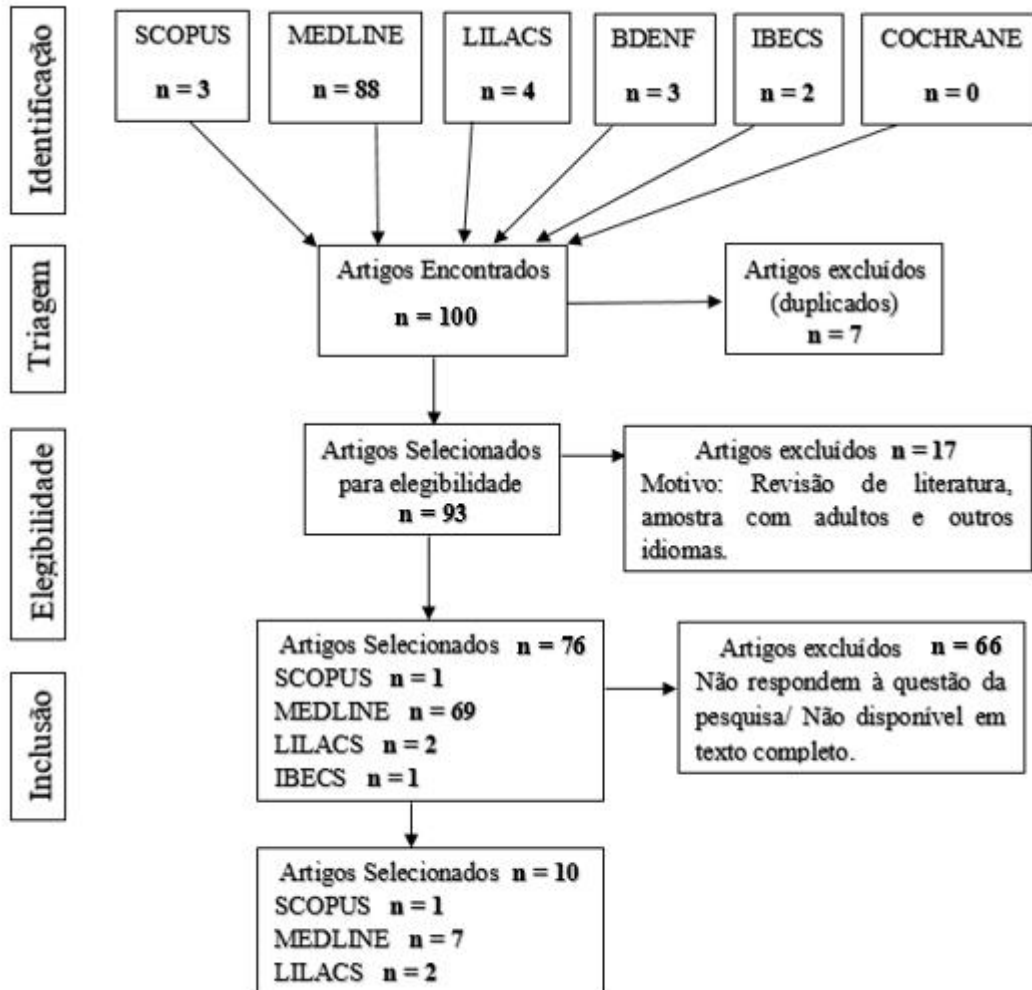 Identificação
SCOPUS
n = 3
MEDLINE
n = 88
LILACS
n = 4
BDENF
n = 3
IBECS
n = 2
COCHRANE
n = 0
Triagem
Artigos Encontrados
n = 100
Artigos excluídos
(duplicados)
n = 7
Elegibilidade
Artigos Selecionados
para elegibilidade
n = 93
Artigos excluídos n = 17
Motivo: Revisão de literatura,
amostra com adultos e outros
idiomas.
Inclusão
Artigos Selecionados n = 76
SCOPUS n = 1
MEDLINE n = 69
LILACS n = 2
IBECS n = 1
Artigos excluídos n = 66
Não respondem à questão da
pesquisa/ Não disponível em
texto completo.
Artigos Selecionados n = 10
SCOPUS n = 1
MEDLINE n = 7
LILACS n = 2